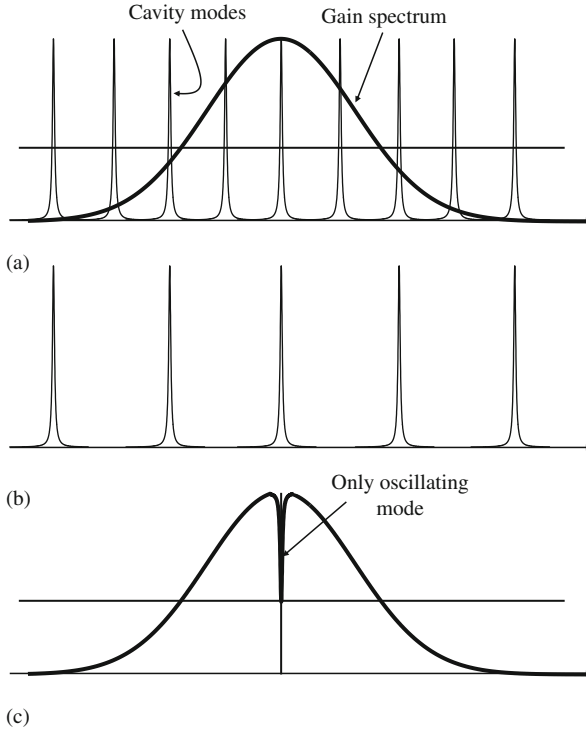 Cavity modes
Gain spectrum
(a)
(b)
Only oscillating
mode
(c)